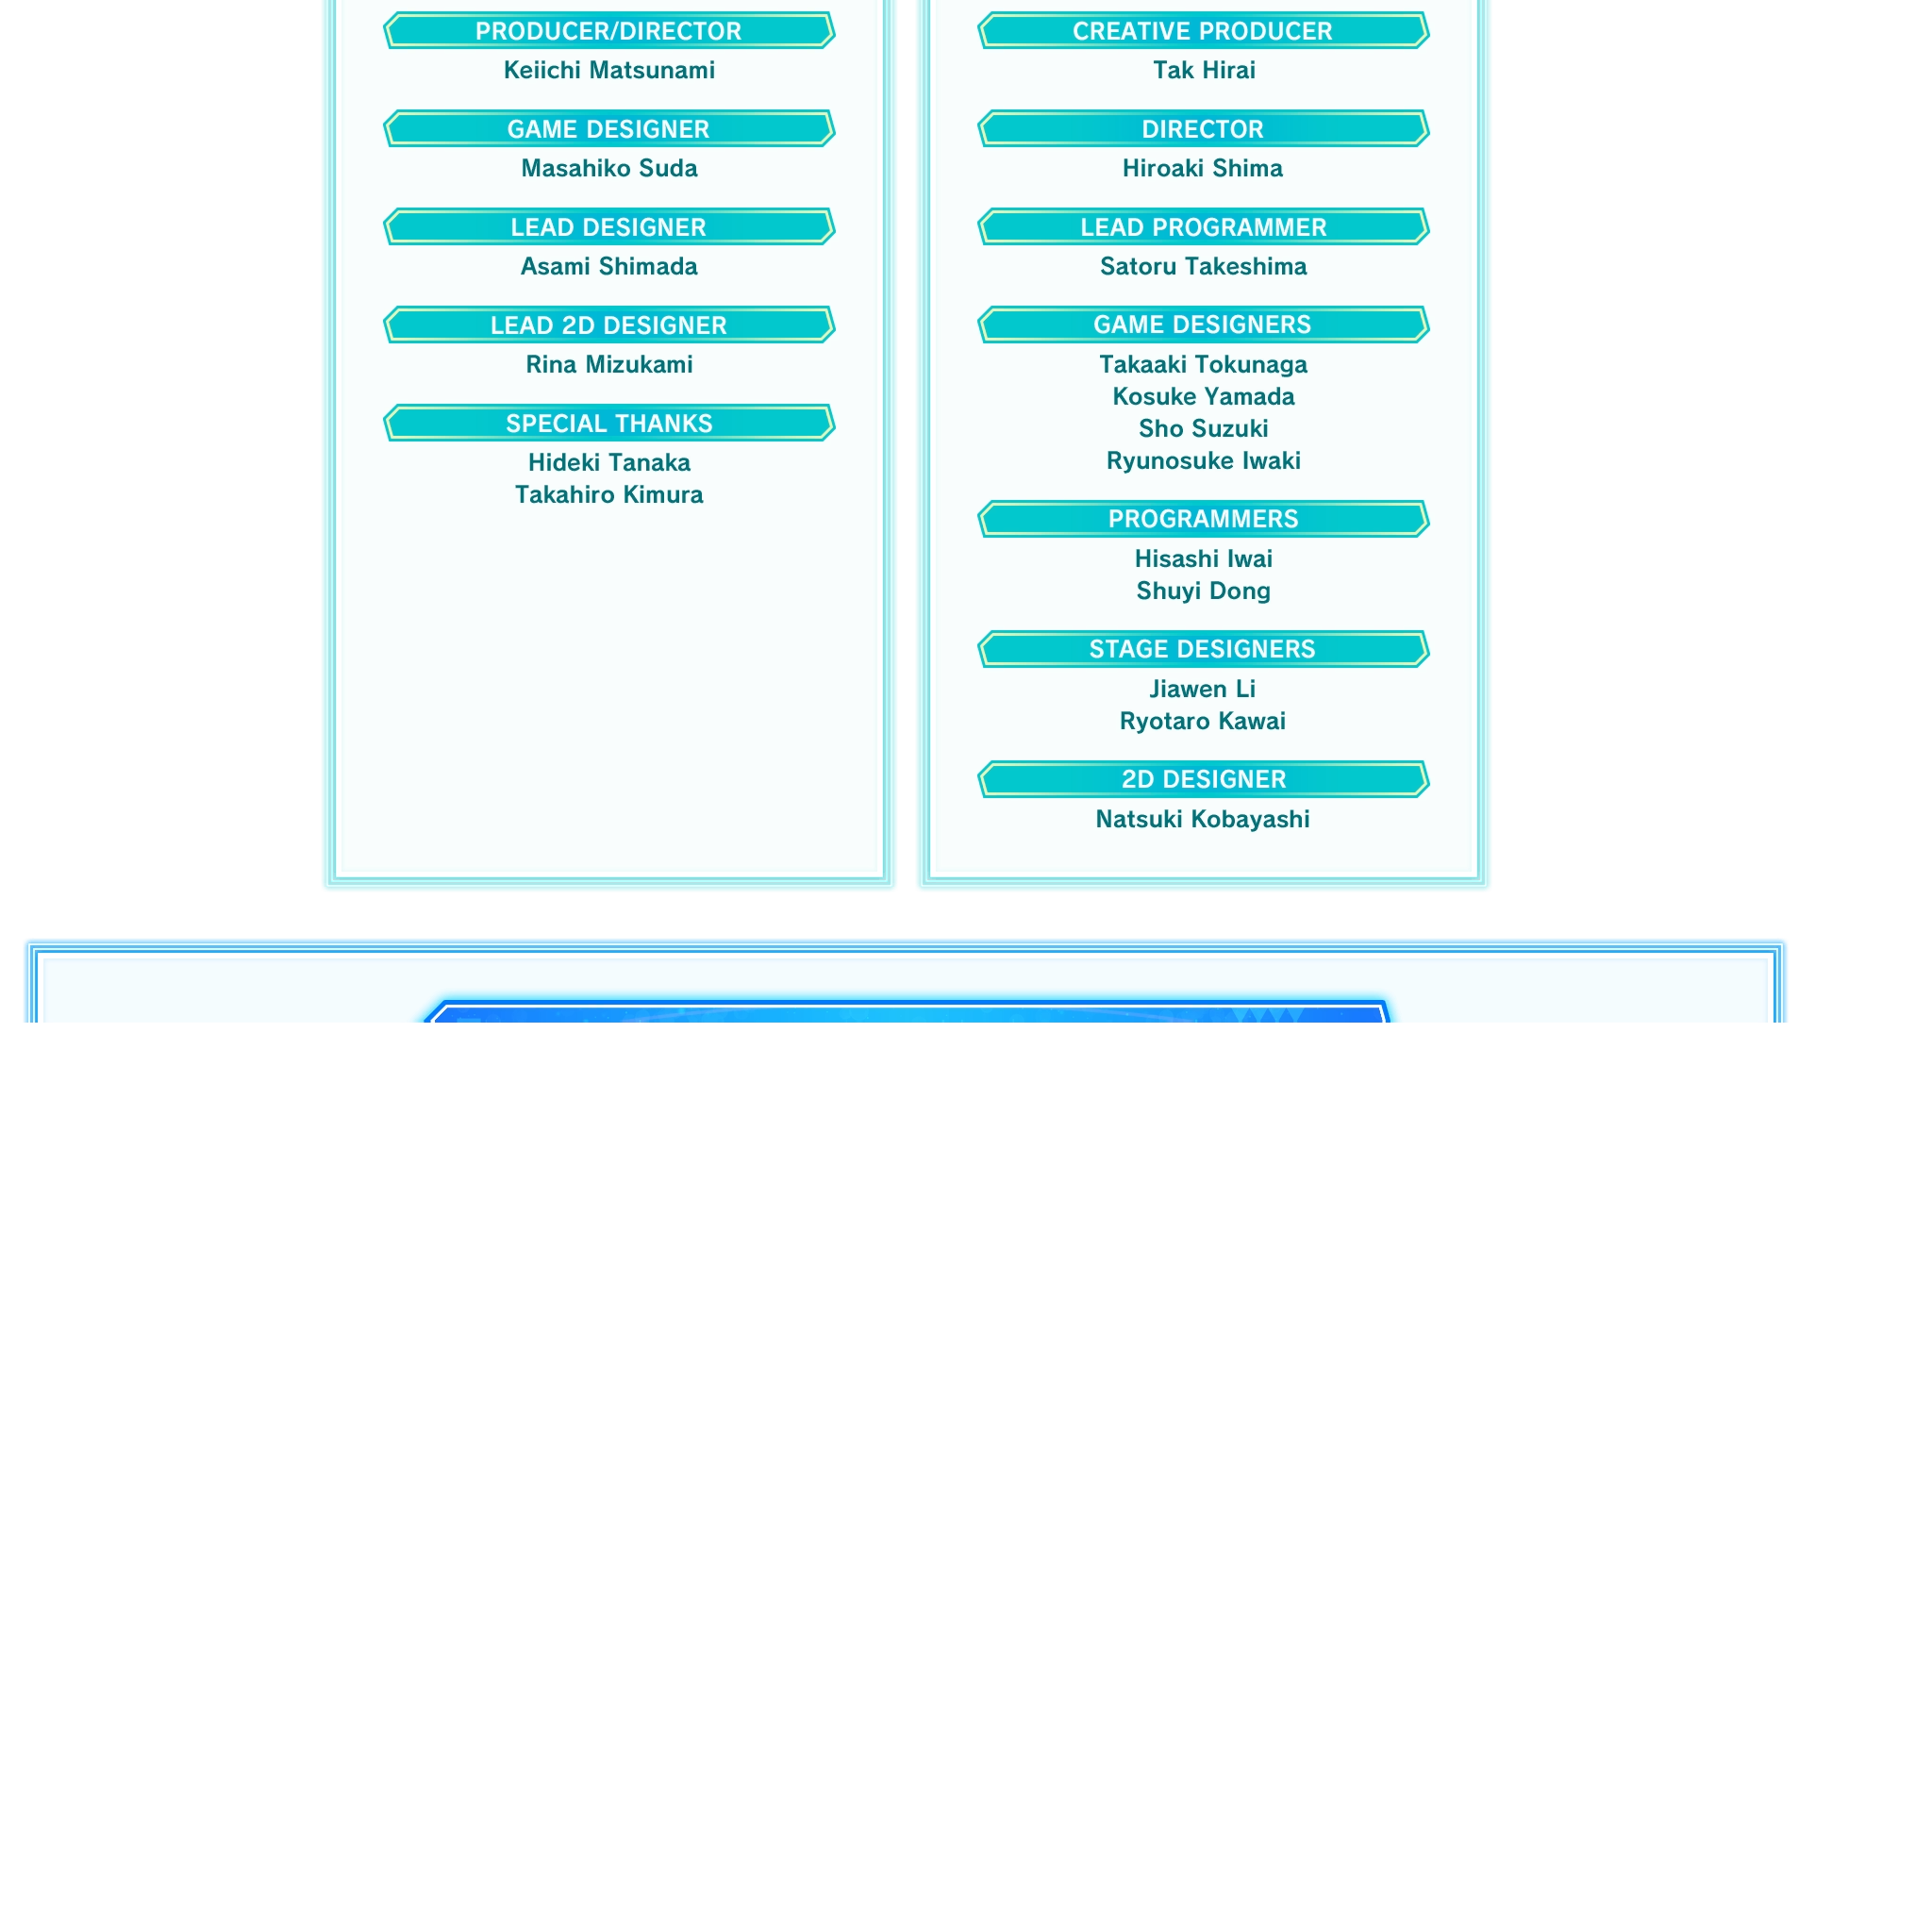 PRODUCER/DIRECTOR
Keiichi Matsunami
GAME DESIGNER
Masahiko Suda
LEAD DESIGNER
Asami Shimada
LEAD 2D DESIGNER
Rina Mizukami
SPECIAL THANKS
Hideki Tanaka
Takahiro Kimura
CREATIVE PRODUCER
Tak Hirai
DIRECTOR
Hiroaki Shima
LEAD PROGRAMMER
Satoru Takeshima
GAME DESIGNERS
Takaaki Tokunaga
Kosuke Yamada
Sho Suzuki
Ryunosuke Iwaki
PROGRAMMERS
Hisashi Iwai
Shuyi Dong
STAGE DESIGNERS
Jiawen Li
Ryotaro Kawai
2D DESIGNER
Natsuki Kobayashi